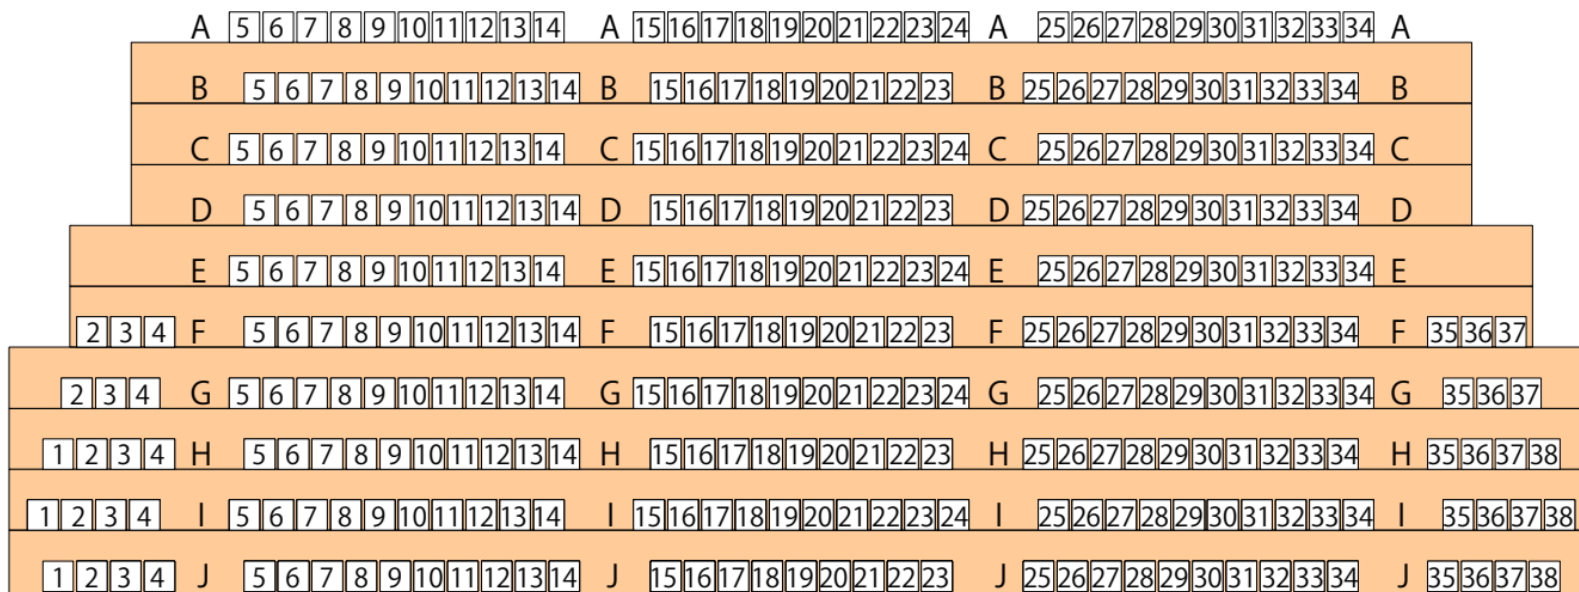 A 5 6 7 8 9 10 11 12 13 14 A 15 16 17 18 19 20 21 22 23 24 A 25 26 27 28 29 30 31 32 33 34 A
B 5 6 7 8 9 10 11 12 13 14 B 15 16 17 18 19 20 21 22 23 B 25 26 27 28 29 30 31 32 33 34 B
C 5 6 7 8 9 10 11 12 13 14 C 15 16 17 18 19 20 21 22 23 24 C 25 26 27 28 29 30 31 32 33 34 C
D 5 6 7 8 9 10 11 12 13 14 D 15 16 17 18 19 20 21 22 23 D 25 26 27 28 29 30 31 32 33 34 D
E 5 6 7 8 9 10 11 12 13 14 E 15 16 17 18 19 20 21 22 23 24 E 25 26 27 28 29 30 31 32 33 34 E
2 3 4 F 5 6 7 8 9 10 11 12 13 14 F 15 16 17 18 19 20 21 22 23 F 25 26 27 28 29 30 31 32 33 34 F 35 36 37
2 3 4 G 5 6 7 8 9 10 11 12 13 14 G 15 16 17 18 19 20 21 22 23 24 G 25 26 27 28 29 30 31 32 33 34 G 35 36 37
1 2 3 4 H 5 6 7 8 9 10 11 12 13 14 H 15 16 17 18 19 20 21 22 23 H 25 26 27 28 29 30 31 32 33 34 H 35 36 37 38
1 2 3 4 I 5 6 7 8 9 10 11 12 13 14 I 15 16 17 18 19 20 21 22 23 24 I 25 26 27 28 29 30 31 32 33 34 I 35 36 37 38
1 2 3 4 J 5 6 7 8 9 10 11 12 13 14 J 15 16 17 18 19 20 21 22 23 J 25 26 27 28 29 30 31 32 33 34 J 35 36 37 38